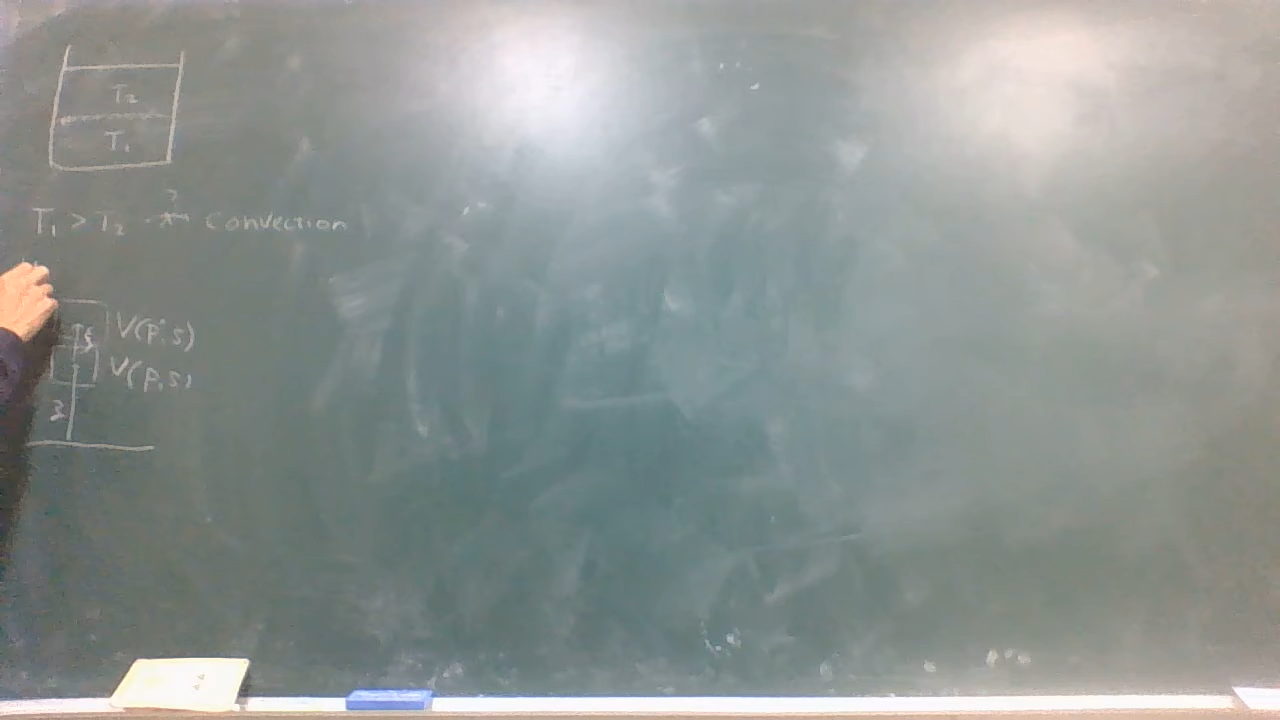 T₂
T₁
?
T₁ > T₂ Convection
V(p',s)
V(p,s)
z